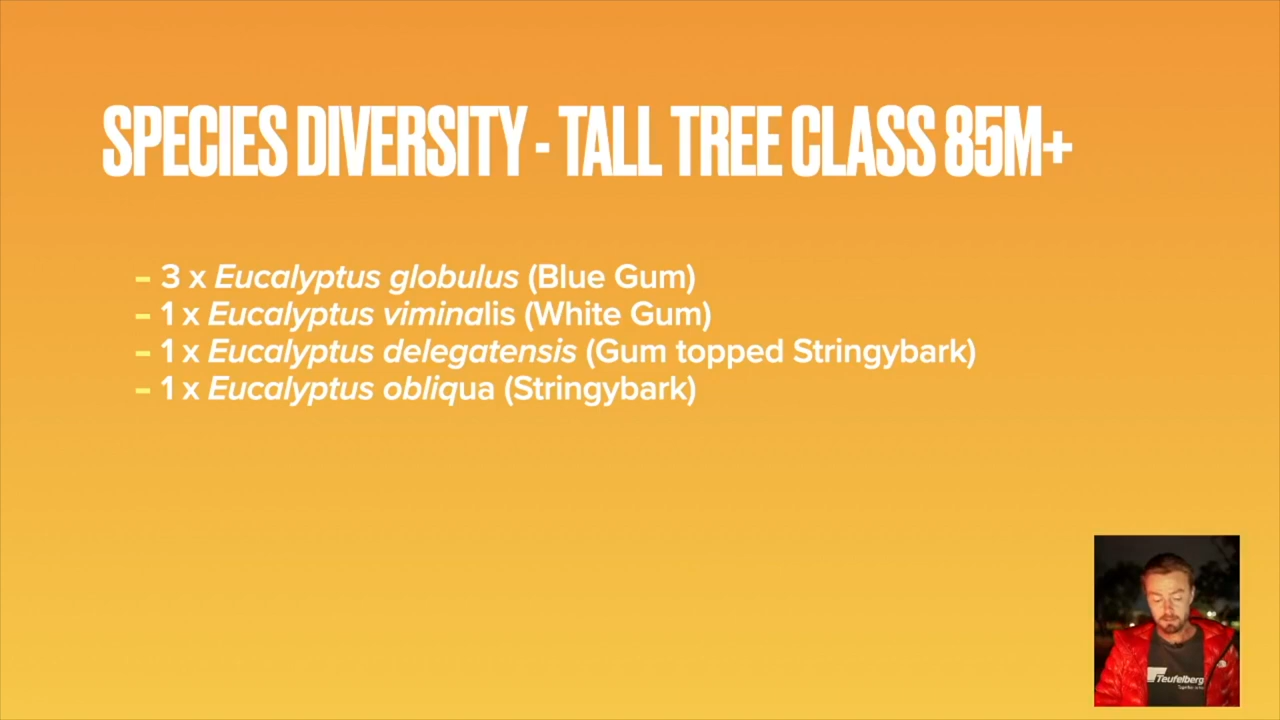 SPECIES DIVERSITY - TALL TREE CLASS 85M+
- 3 x Eucalyptus globulus (Blue Gum)
- 1 x Eucalyptus viminalis (White Gum)
- 1 x Eucalyptus delegatensis (Gum topped Stringybark)
- 1 x Eucalyptus obliqua (Stringybark)
Teufelberg